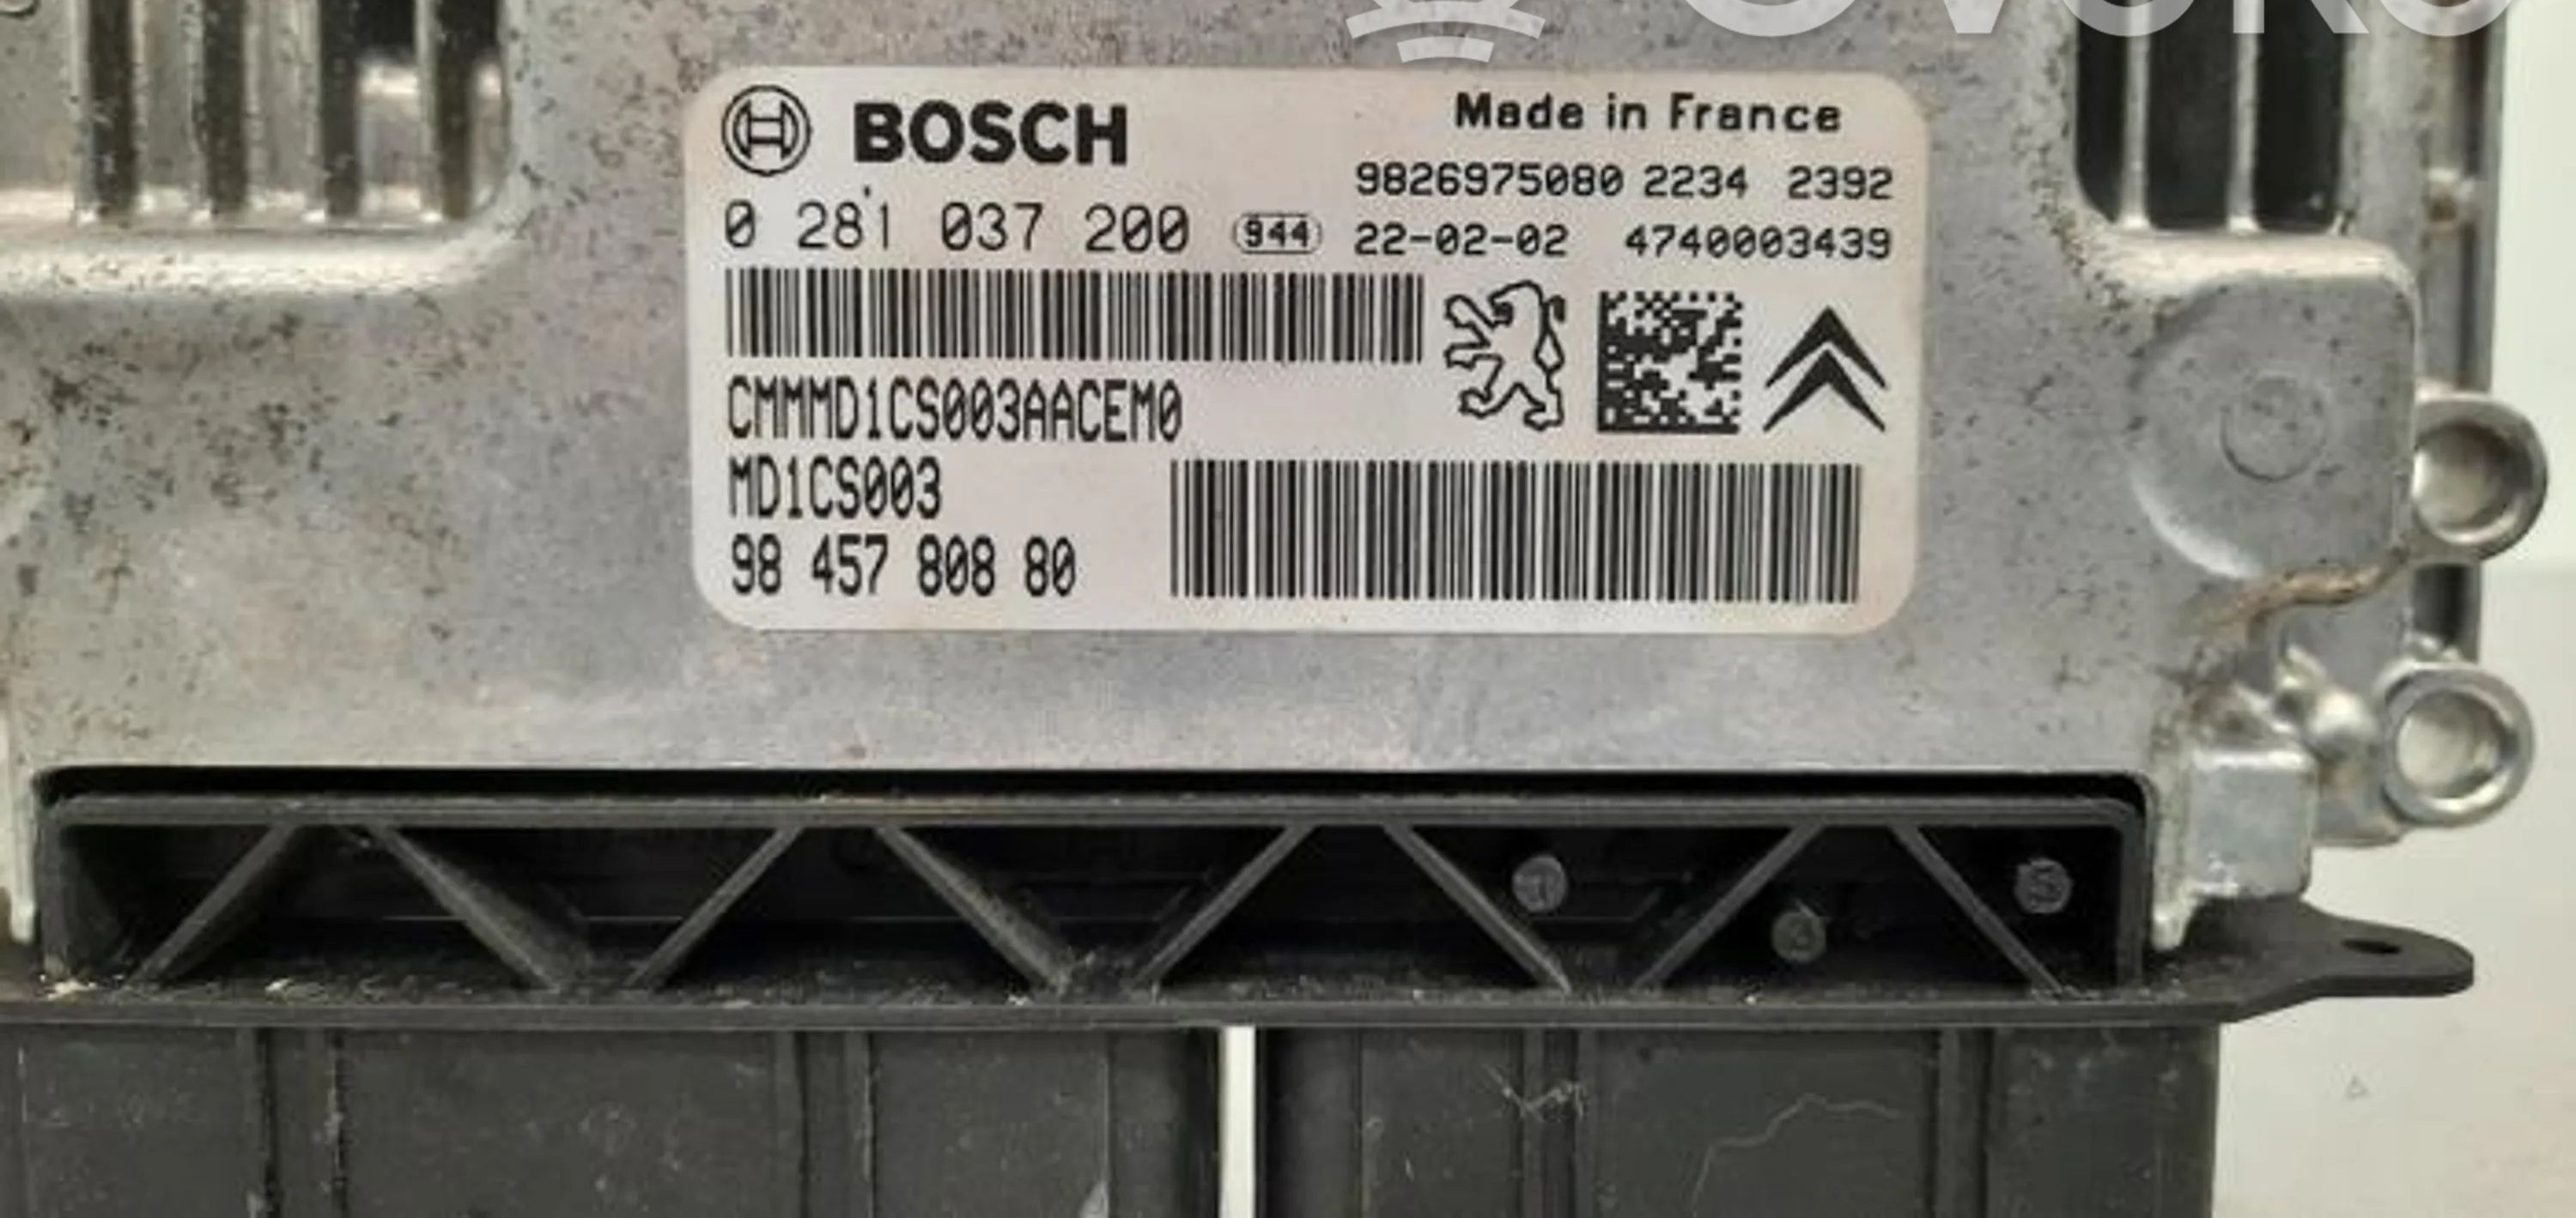 BOSCH
Made in France
9826975080 2234 2392
0 281 037 200 944 22-02-02 4740003439
CMMMD1CS003AACEM0
MD1CS003
98 457 808 80